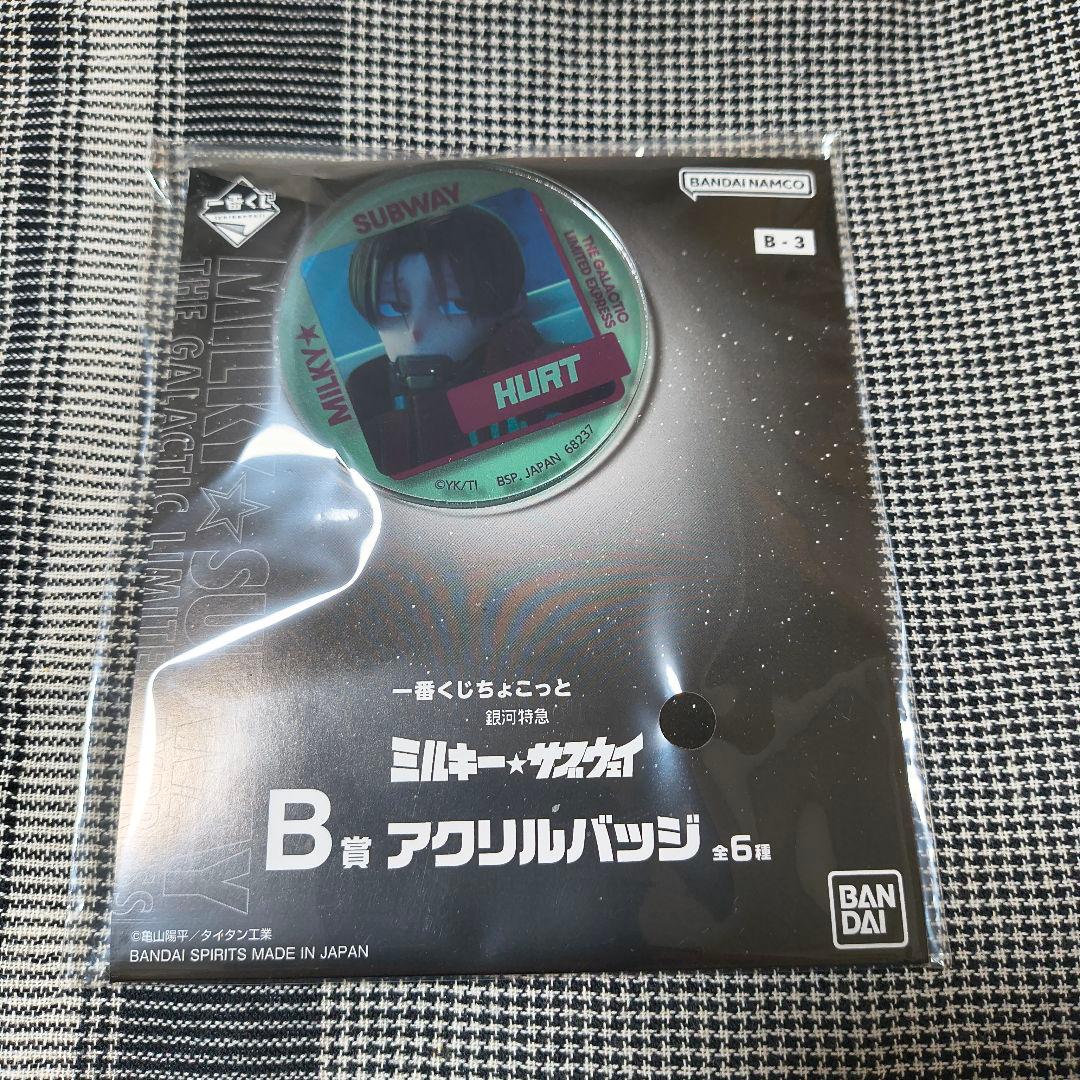 一番くじ
BANDAI NAMCO
B - 3
SUBWAY
MILKY★
THE GALACTIC
LIMITED EXPRESS
KURT
©YK/TI BSP. JAPAN 68237
MILKY☆SUBWAY
THE GALACTIC LIMITED
一番くじちょこっと
銀河特急
ミルキー★サブウェイ
B賞 アクリルバッジ 全6種
©亀山陽平／タイタン工業
BANDAI SPIRITS MADE IN JAPAN
BAN
DAI